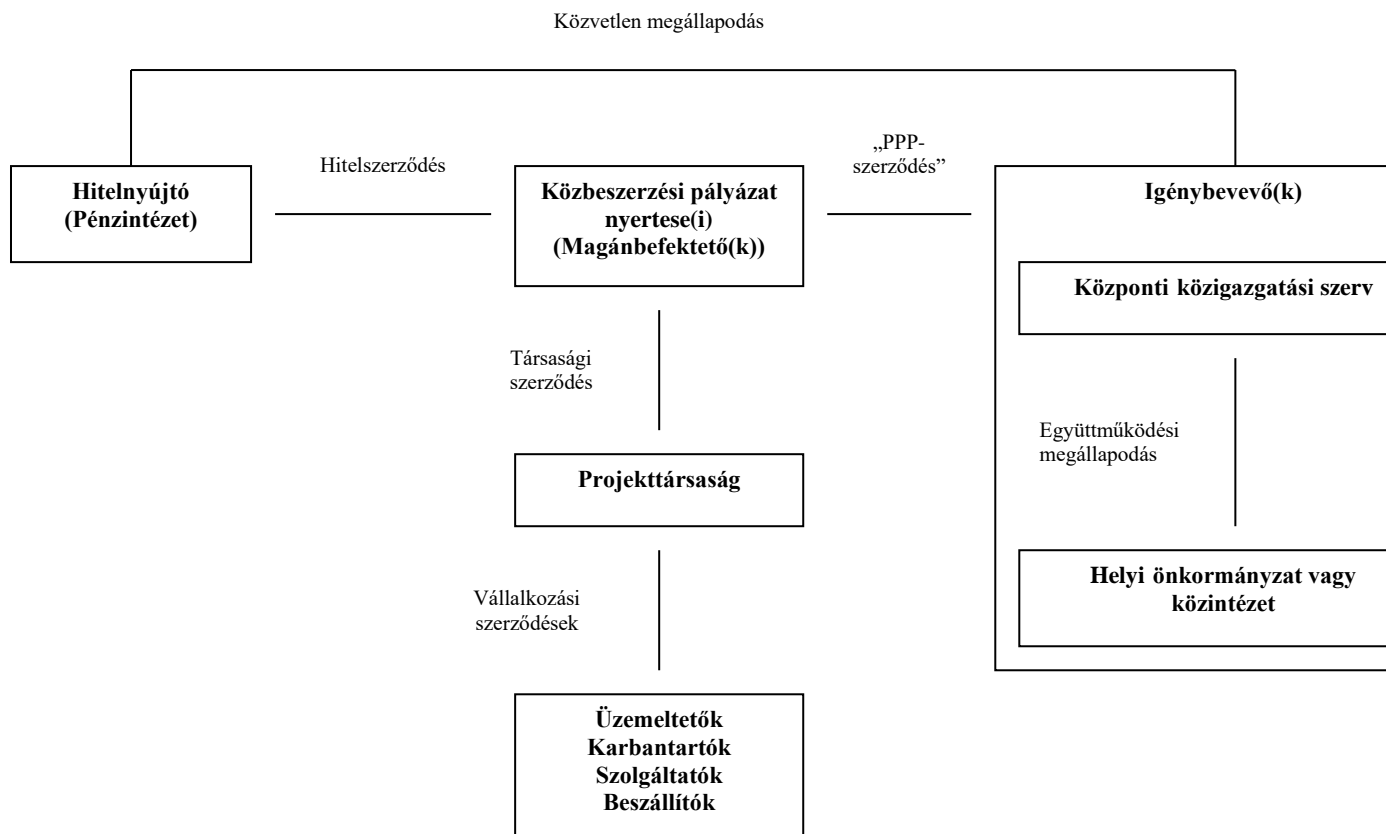 Közvetlen megállapodás
Hitelszerződés
„PPP-
szerződés”
Hitelnyújtó
(Pénzintézet)
Közbeszerzési pályázat
nyertese(i)
(Magánbefektető(k))
Igénybevevő(k)
Központi közigazgatási szerv
Társasági
szerződés
Együttműködési
megállapodás
Projekttársaság
Helyi önkormányzat vagy
közintézet
Vállalkozási
szerződések
Üzemeltetők
Karbantartók
Szolgáltatók
Beszállítók